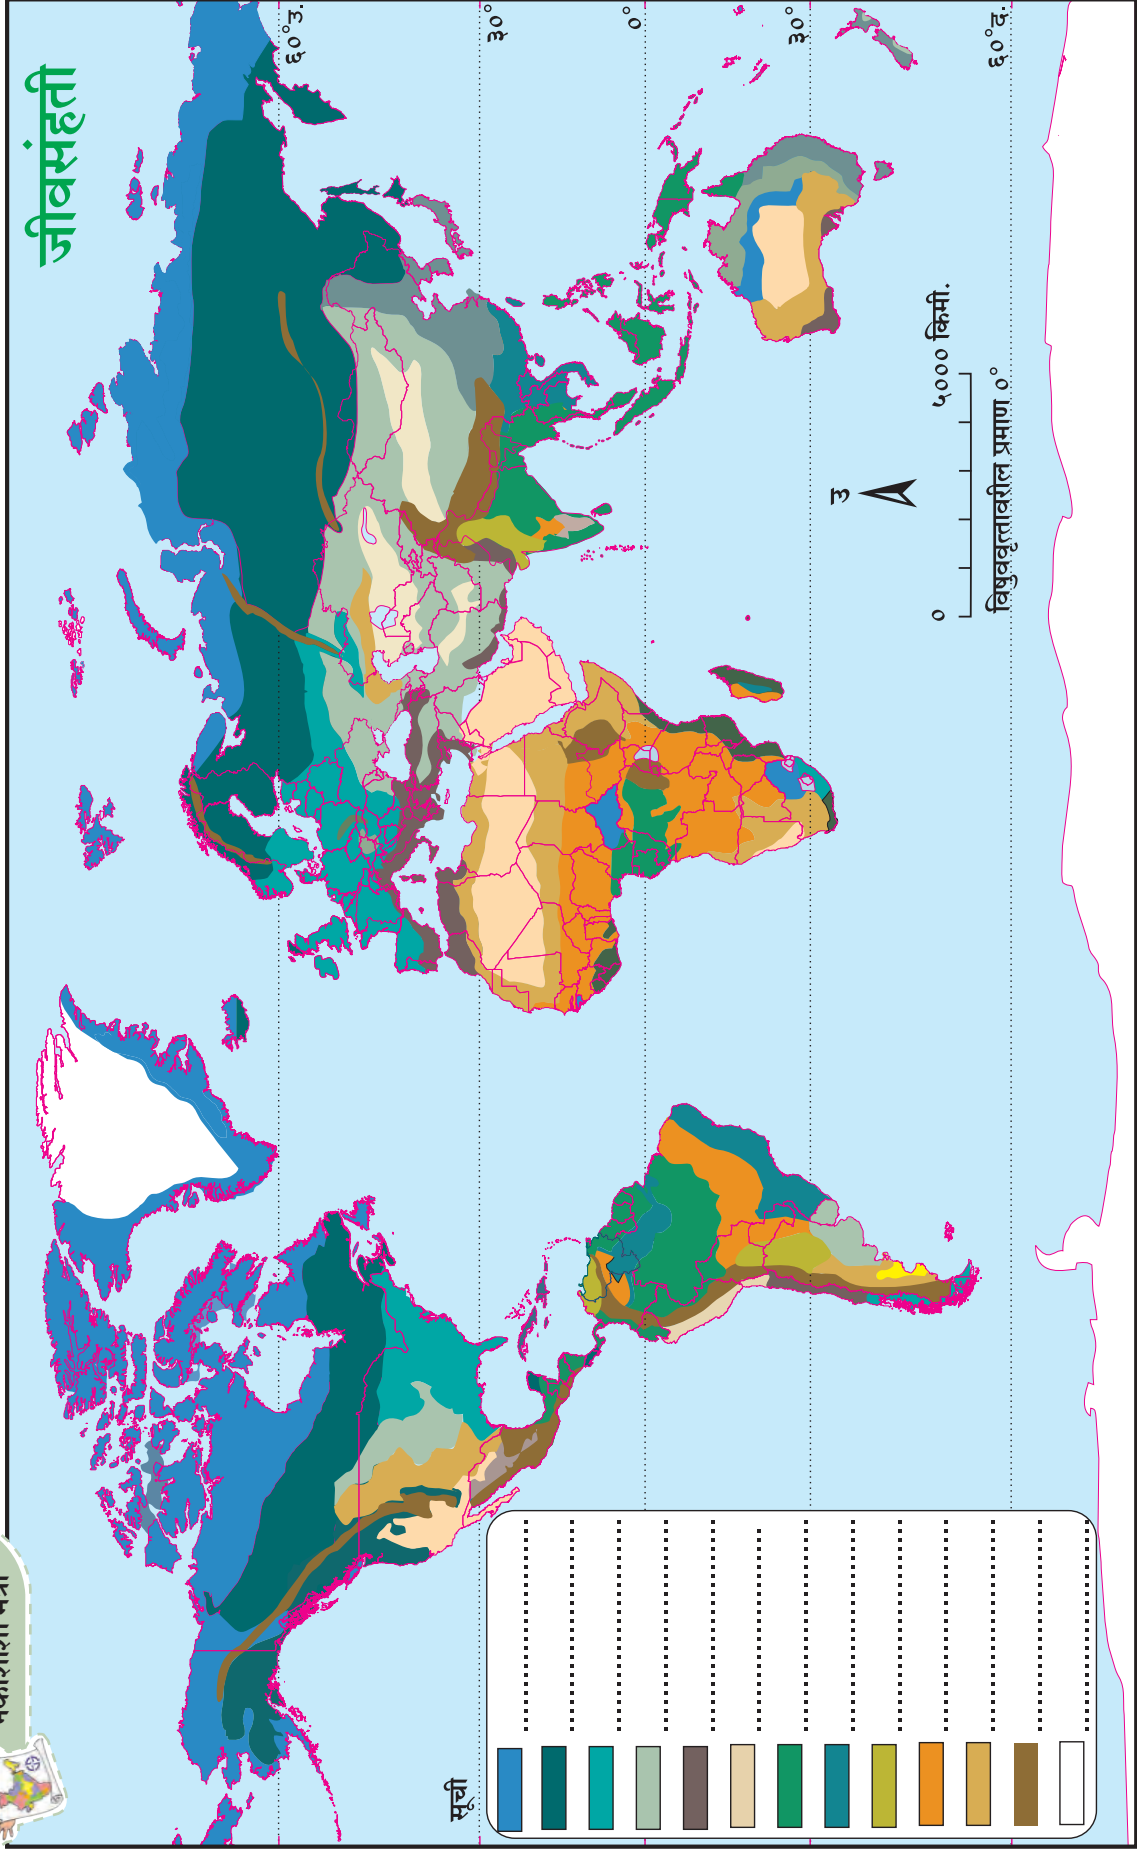 जीवसंहती
६०°उ.
३०°
०°
३०°
६०°द.
उ
० ५००० किमी.
विषुववृत्तावरील प्रमाण ०°
सूची